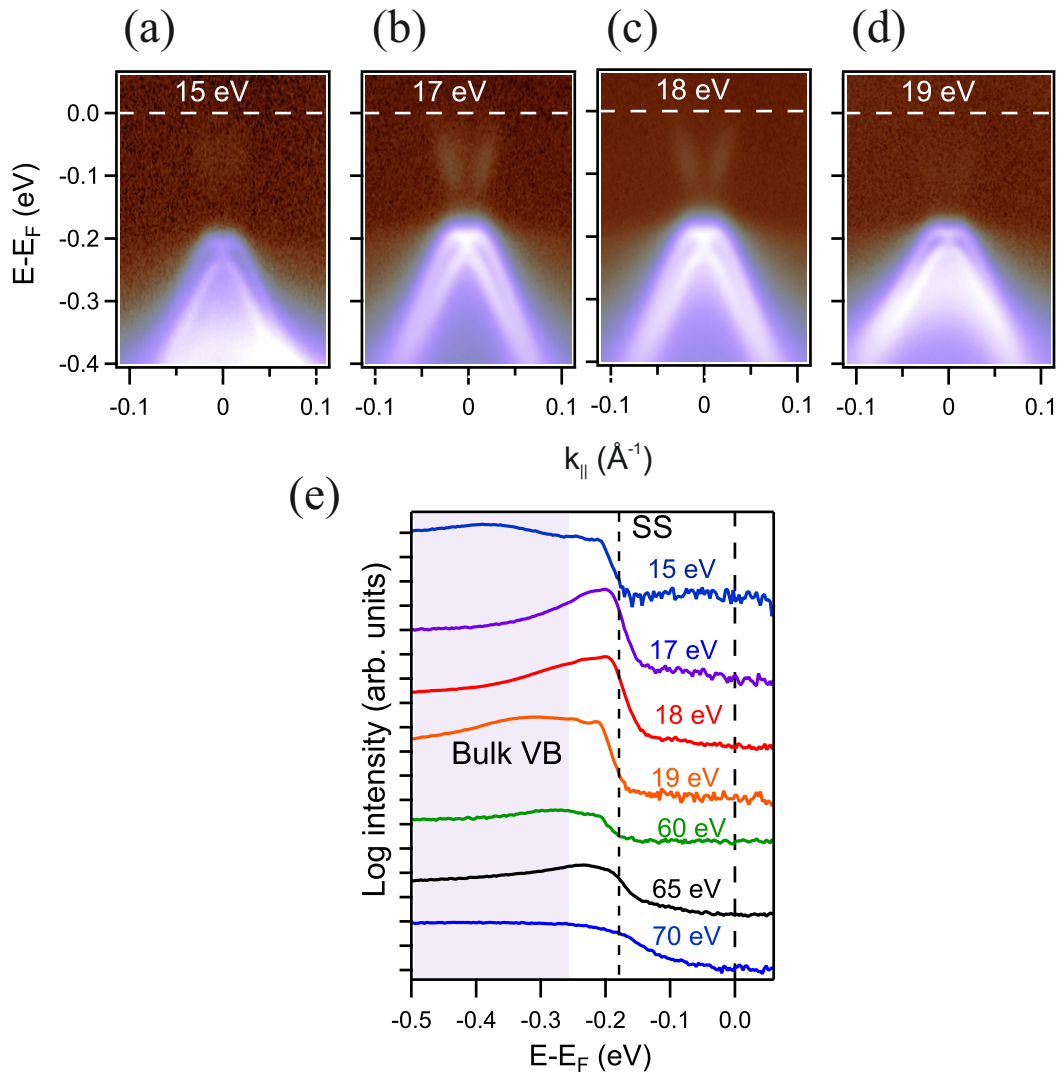 (a) (b) (c) (d)
15 eV 17 eV 18 eV 19 eV
0.0
-0.1
-0.2
-0.3
-0.4
E-EF (eV)
-0.1 0 0.1 -0.1 0 0.1 -0.1 0 0.1 -0.1 0 0.1
k|| (Å-1)
(e)
SS
15 eV
17 eV
18 eV
Bulk VB
19 eV
60 eV
65 eV
70 eV
Log intensity (arb. units)
-0.5 -0.4 -0.3 -0.2 -0.1 0.0
E-EF (eV)